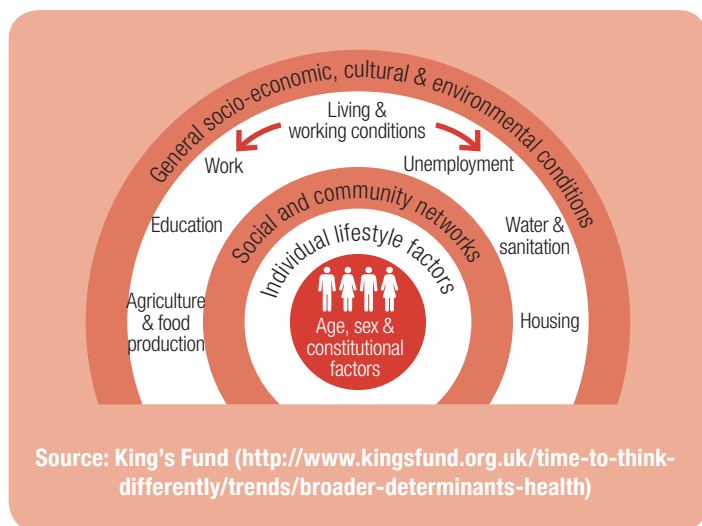 General socio-economic, cultural & environmental conditions
Living &
working conditions
Work
Unemployment
Education
Water &
sanitation
Agriculture
& food
production
Housing
Social and community networks
Individual lifestyle factors
Age, sex &
constitutional
factors
Source: King's Fund (http://www.kingsfund.org.uk/time-to-think-
differently/trends/broader-determinants-health)